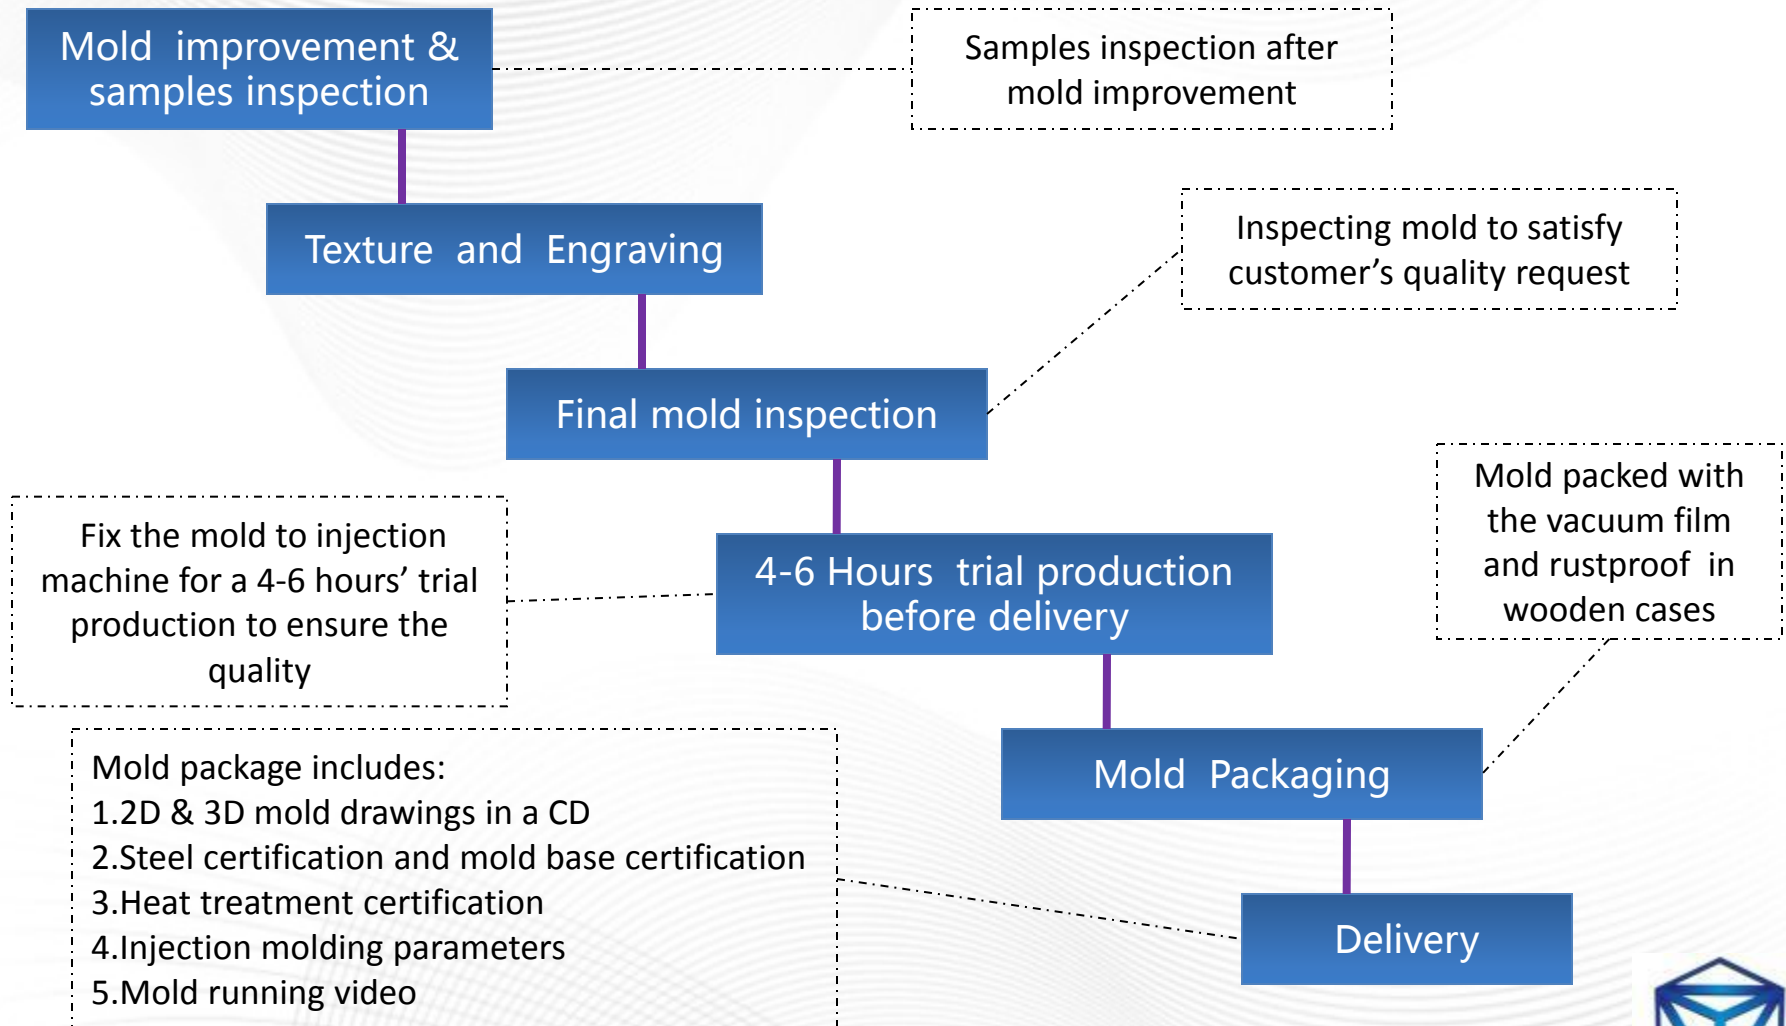 Mold improvement &
samples inspection
Samples inspection after
mold improvement
Texture and Engraving
Inspecting mold to satisfy
customer’s quality request
Final mold inspection
Mold packed with
the vacuum film
and rustproof in
wooden cases
Fix the mold to injection
machine for a 4-6 hours’ trial
production to ensure the
quality
4-6 Hours trial production
before delivery
Mold Packaging
Mold package includes:
1.2D & 3D mold drawings in a CD
2.Steel certification and mold base certification
3.Heat treatment certification
4.Injection molding parameters
5.Mold running video
Delivery